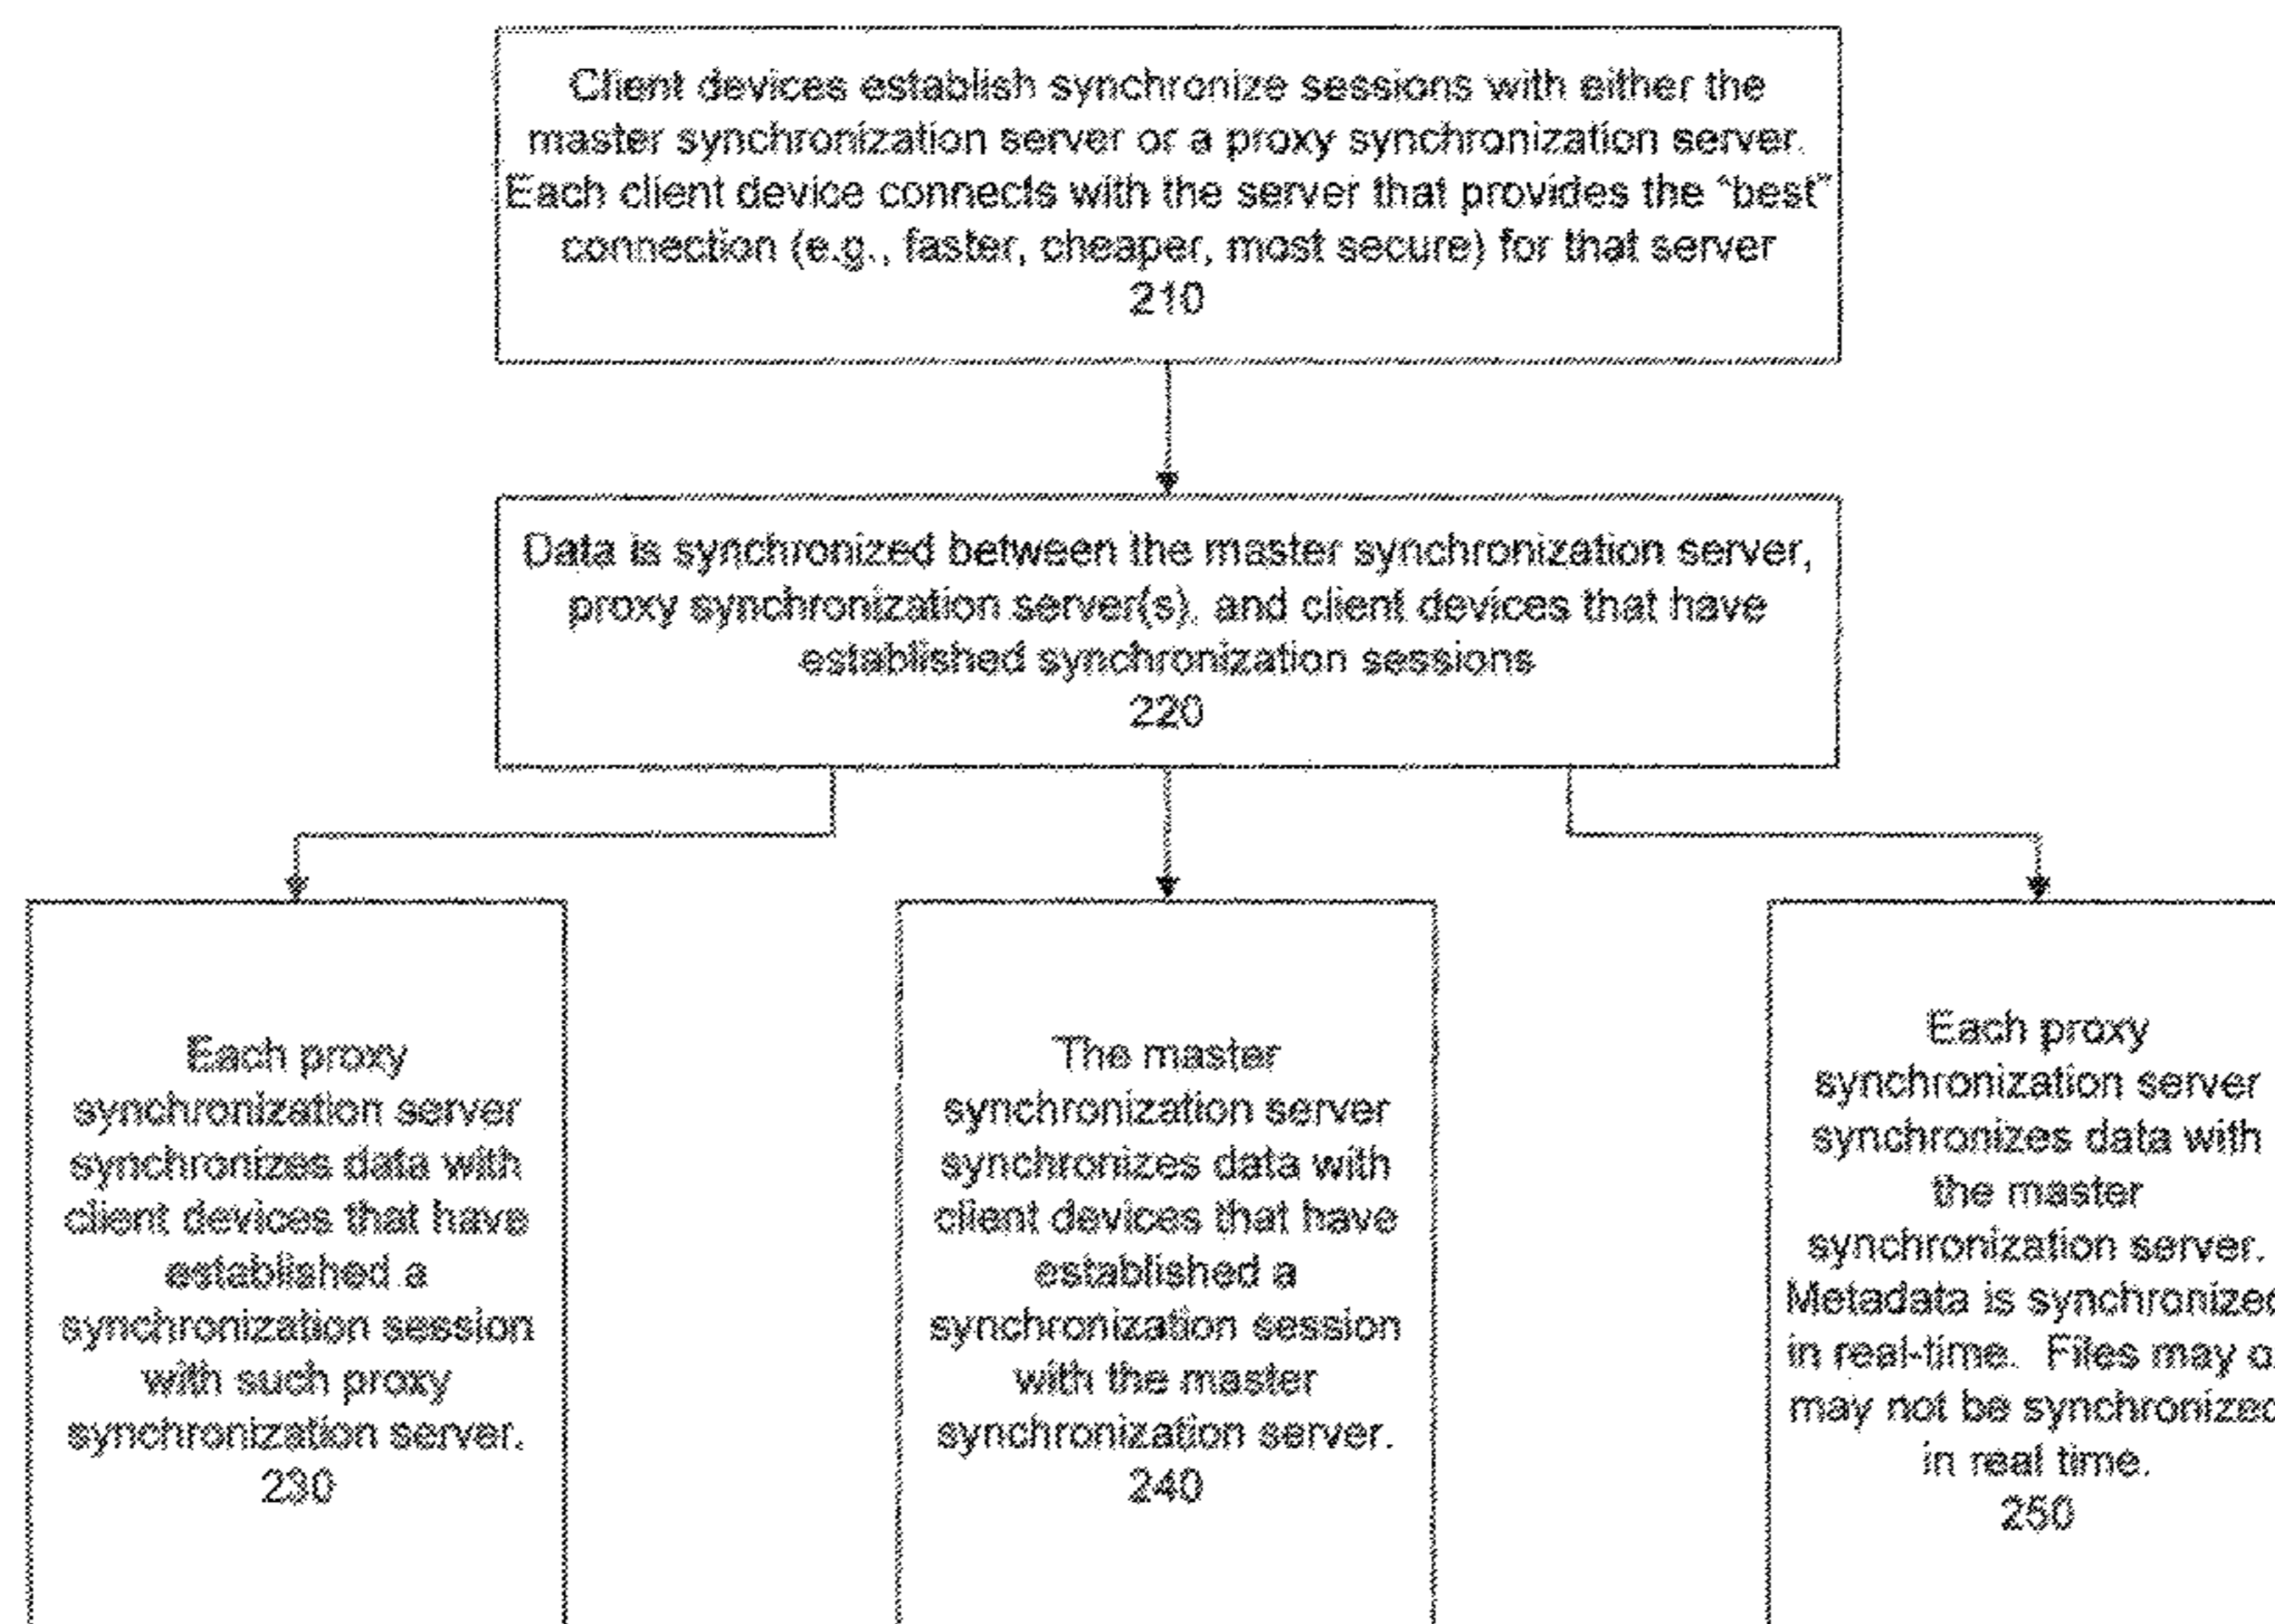 Client devices establish synchronize sessions with either the
master synchronization server or a proxy synchronization server.
Each client device connects with the server that provides the "best"
connection (e.g., faster, cheaper, most secure) for that server
210
Data is synchronized between the master synchronization server,
proxy synchronization server(s), and client devices that have
established synchronization sessions
220
Each proxy
synchronization server
synchronizes data with
client devices that have
established a
synchronization session
with such proxy
synchronization server.
230
The master
synchronization server
synchronizes data with
client devices that have
established a
synchronization session
with the master
synchronization server.
240
Each proxy
synchronization server
synchronizes data with
the master
synchronization server.
Metadata is synchronized
in real-time. Files may or
may not be synchronized
in real time.
250